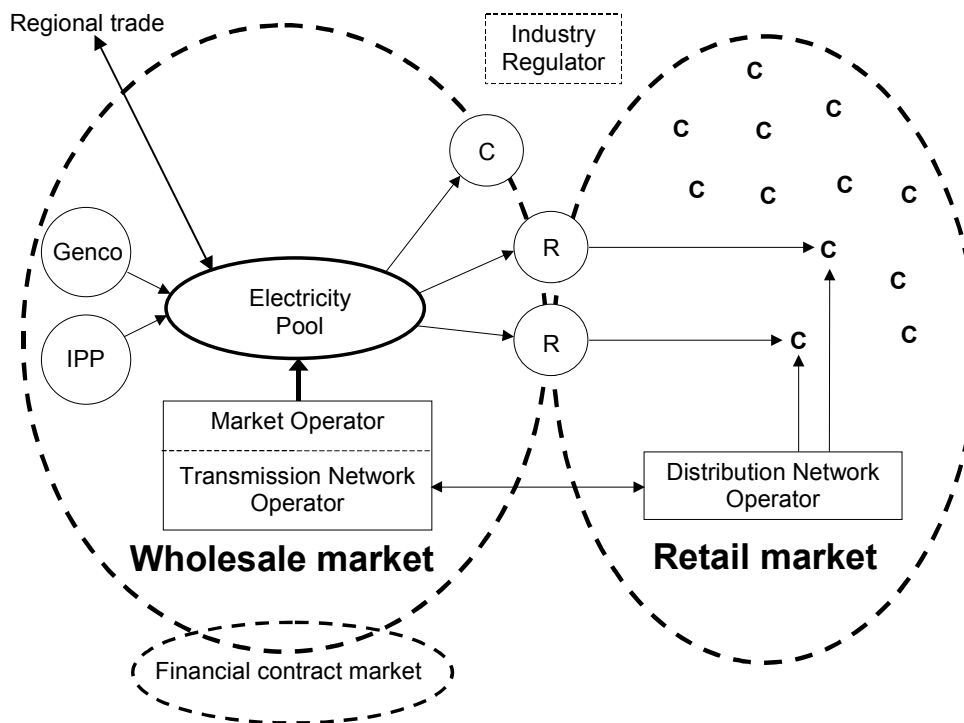 Regional trade
Industry
Regulator
C
C
C
C
C
C
C
C
C
C
Genco
R
C
Electricity
Pool
C
IPP
R
C
C
Market Operator
Transmission Network
Operator
Distribution Network
Operator
Wholesale market
Retail market
Financial contract market